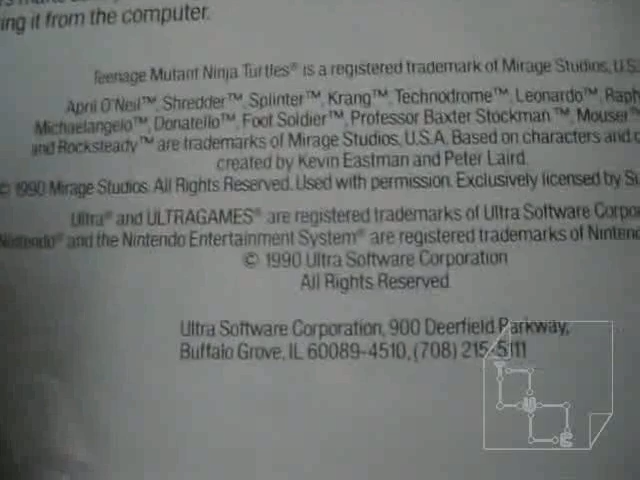 ing it from the computer.
Teenage Mutant Ninja Turtles® is a registered trademark of Mirage Studios, U.S.
April O'Neil™, Shredder™, Splinter™, Krang™, Technodrome™, Leonardo™, Raph
Michaelangelo™, Donatello™, Foot Soldier™, Professor Baxter Stockman™, Mouser™
and Rocksteady™ are trademarks of Mirage Studios, U.S.A. Based on characters and c
created by Kevin Eastman and Peter Laird.
© 1990 Mirage Studios. All Rights Reserved. Used with permission. Exclusively licensed by Su
Ultra® and ULTRAGAMES® are registered trademarks of Ultra Software Corpo
Nintendo® and the Nintendo Entertainment System® are registered trademarks of Nintend
© 1990 Ultra Software Corporation
All Rights Reserved
Ultra Software Corporation, 900 Deerfield Parkway,
Buffalo Grove, IL 60089-4510, (708) 215-5111